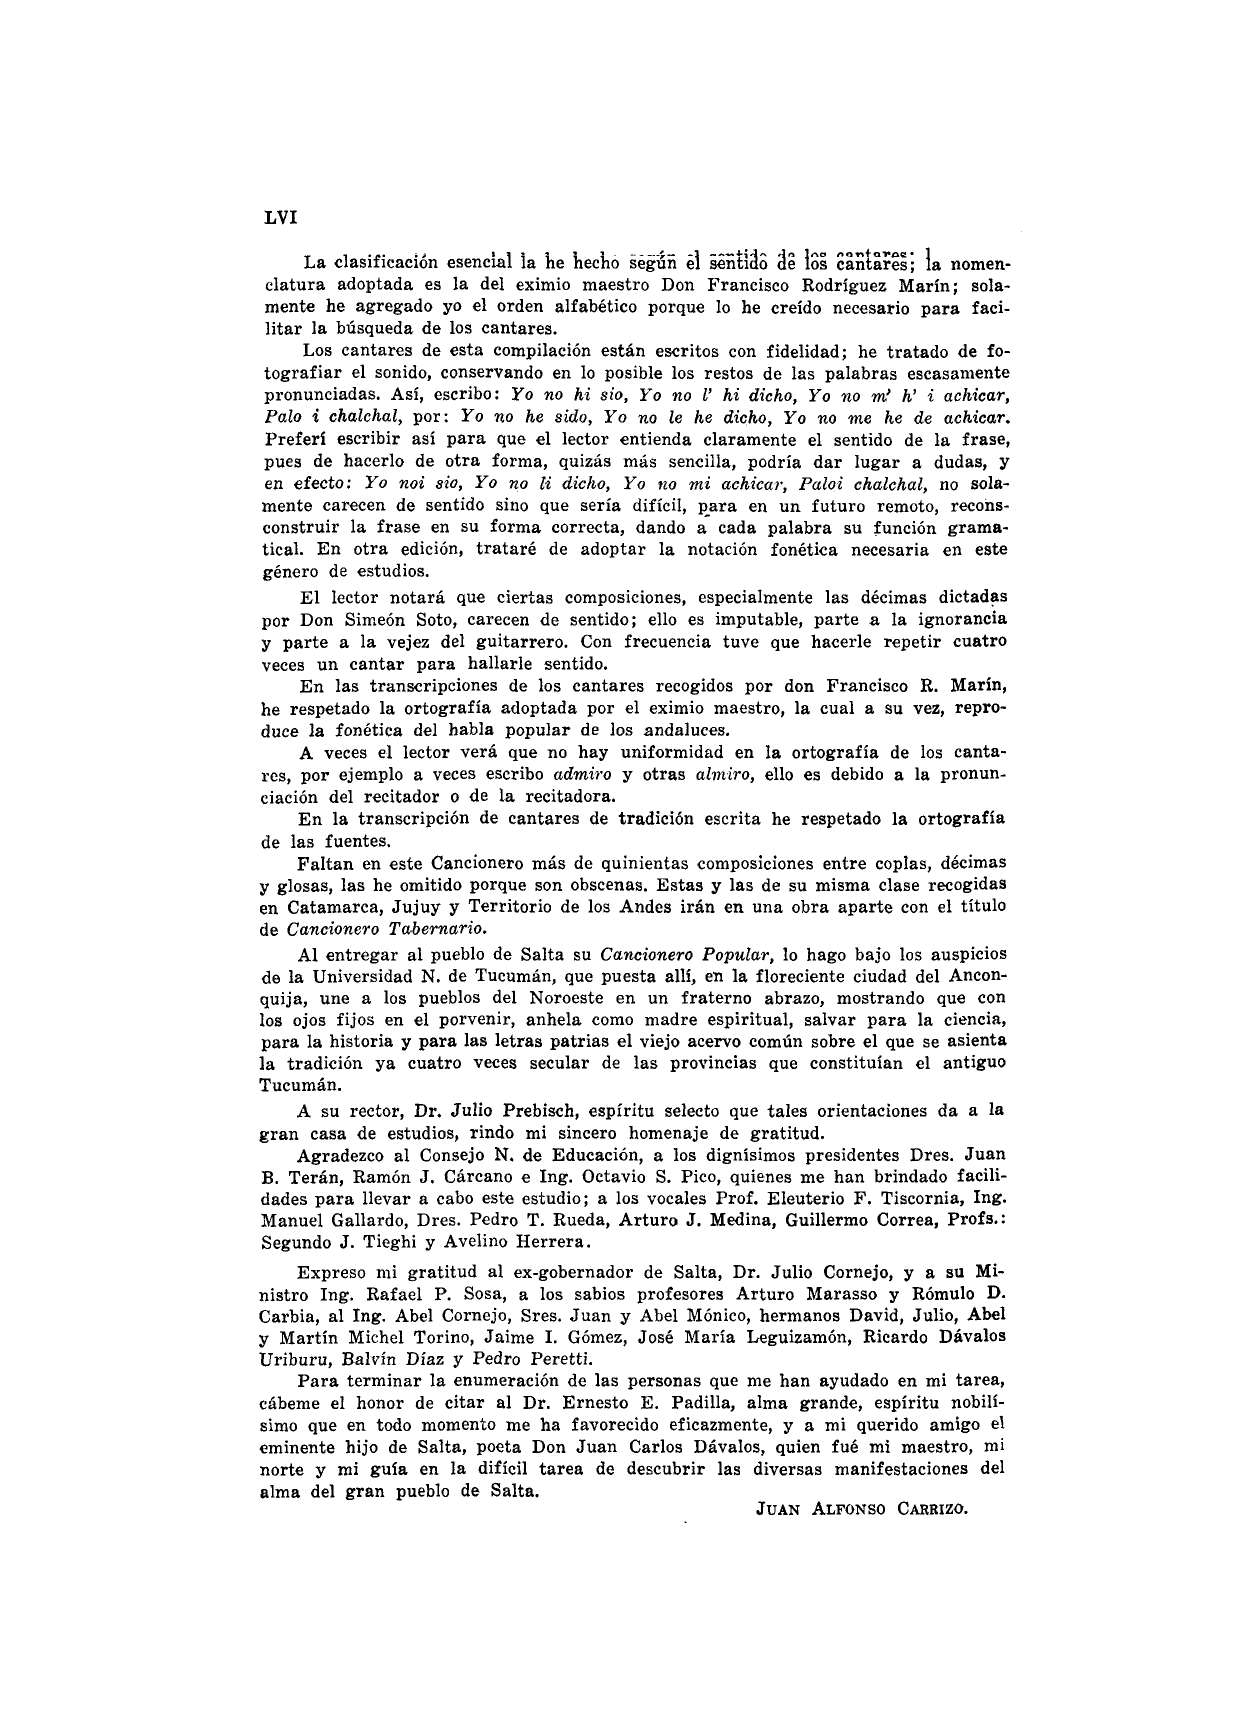 LVI
La clasificación esencial la he hecho según el sentido de los cantares; la nomen-
clatura adoptada es la del eximio maestro Don Francisco Rodríguez Marín; sola-
mente he agregado yo el orden alfabético porque lo he creído necesario para faci-
litar la búsqueda de los cantares.
Los cantares de esta compilación están escritos con fidelidad; he tratado de fo-
tografiar el sonido, conservando en lo posible los restos de las palabras escasamente
pronunciadas. Así, escribo: Yo no hi sio, Yo no l' hi dicho, Yo no m' h' i achicar,
Palo i chalchal, por: Yo no he sido, Yo no le he dicho, Yo no me he de achicar.
Preferí escribir así para que el lector entienda claramente el sentido de la frase,
pues de hacerlo de otra forma, quizás más sencilla, podría dar lugar a dudas, y
en efecto: Yo noi sio, Yo no li dicho, Yo no mi achicar, Paloi chalchal, no sola-
mente carecen de sentido sino que sería difícil, para en un futuro remoto, recons-
construir la frase en su forma correcta, dando a cada palabra su función grama-
tical. En otra edición, trataré de adoptar la notación fonética necesaria en este
género de estudios.
El lector notará que ciertas composiciones, especialmente las décimas dictadas
por Don Simeón Soto, carecen de sentido; ello es imputable, parte a la ignorancia
y parte a la vejez del guitarrero. Con frecuencia tuve que hacerle repetir cuatro
veces un cantar para hallarle sentido.
En las transcripciones de los cantares recogidos por don Francisco R. Marín,
he respetado la ortografía adoptada por el eximio maestro, la cual a su vez, repro-
duce la fonética del habla popular de los andaluces.
A veces el lector verá que no hay uniformidad en la ortografía de los canta-
res, por ejemplo a veces escribo admiro y otras almiro, ello es debido a la pronun-
ciación del recitador o de la recitadora.
En la transcripción de cantares de tradición escrita he respetado la ortografía
de las fuentes.
Faltan en este Cancionero más de quinientas composiciones entre coplas, décimas
y glosas, las he omitido porque son obscenas. Estas y las de su misma clase recogidas
en Catamarca, Jujuy y Territorio de los Andes irán en una obra aparte con el título
de Cancionero Tabernario.
Al entregar al pueblo de Salta su Cancionero Popular, lo hago bajo los auspicios
de la Universidad N. de Tucumán, que puesta allí, en la floreciente ciudad del Ancon-
quija, une a los pueblos del Noroeste en un fraterno abrazo, mostrando que con
los ojos fijos en el porvenir, anhela como madre espiritual, salvar para la ciencia,
para la historia y para las letras patrias el viejo acervo común sobre el que se asienta
la tradición ya cuatro veces secular de las provincias que constituían el antiguo
Tucumán.
A su rector, Dr. Julio Prebisch, espíritu selecto que tales orientaciones da a la
gran casa de estudios, rindo mi sincero homenaje de gratitud.
Agradezco al Consejo N. de Educación, a los dignísimos presidentes Dres. Juan
B. Terán, Ramón J. Cárcano e Ing. Octavio S. Pico, quienes me han brindado facili-
dades para llevar a cabo este estudio; a los vocales Prof. Eleuterio F. Tiscornia, Ing.
Manuel Gallardo, Dres. Pedro T. Rueda, Arturo J. Medina, Guillermo Correa, Profs.:
Segundo J. Tieghi y Avelino Herrera.
Expreso mi gratitud al ex-gobernador de Salta, Dr. Julio Cornejo, y a su Mi-
nistro Ing. Rafael P. Sosa, a los sabios profesores Arturo Marasso y Rómulo D.
Carbia, al Ing. Abel Cornejo, Sres. Juan y Abel Mónico, hermanos David, Julio, Abel
y Martín Michel Torino, Jaime I. Gómez, José María Leguizamón, Ricardo Dávalos
Uriburu, Balvín Díaz y Pedro Peretti.
Para terminar la enumeración de las personas que me han ayudado en mi tarea,
cábeme el honor de citar al Dr. Ernesto E. Padilla, alma grande, espíritu nobilí-
simo que en todo momento me ha favorecido eficazmente, y a mi querido amigo el
eminente hijo de Salta, poeta Don Juan Carlos Dávalos, quien fué mi maestro, mi
norte y mi guía en la difícil tarea de descubrir las diversas manifestaciones del
alma del gran pueblo de Salta.
JUAN ALFONSO CARRIZO.